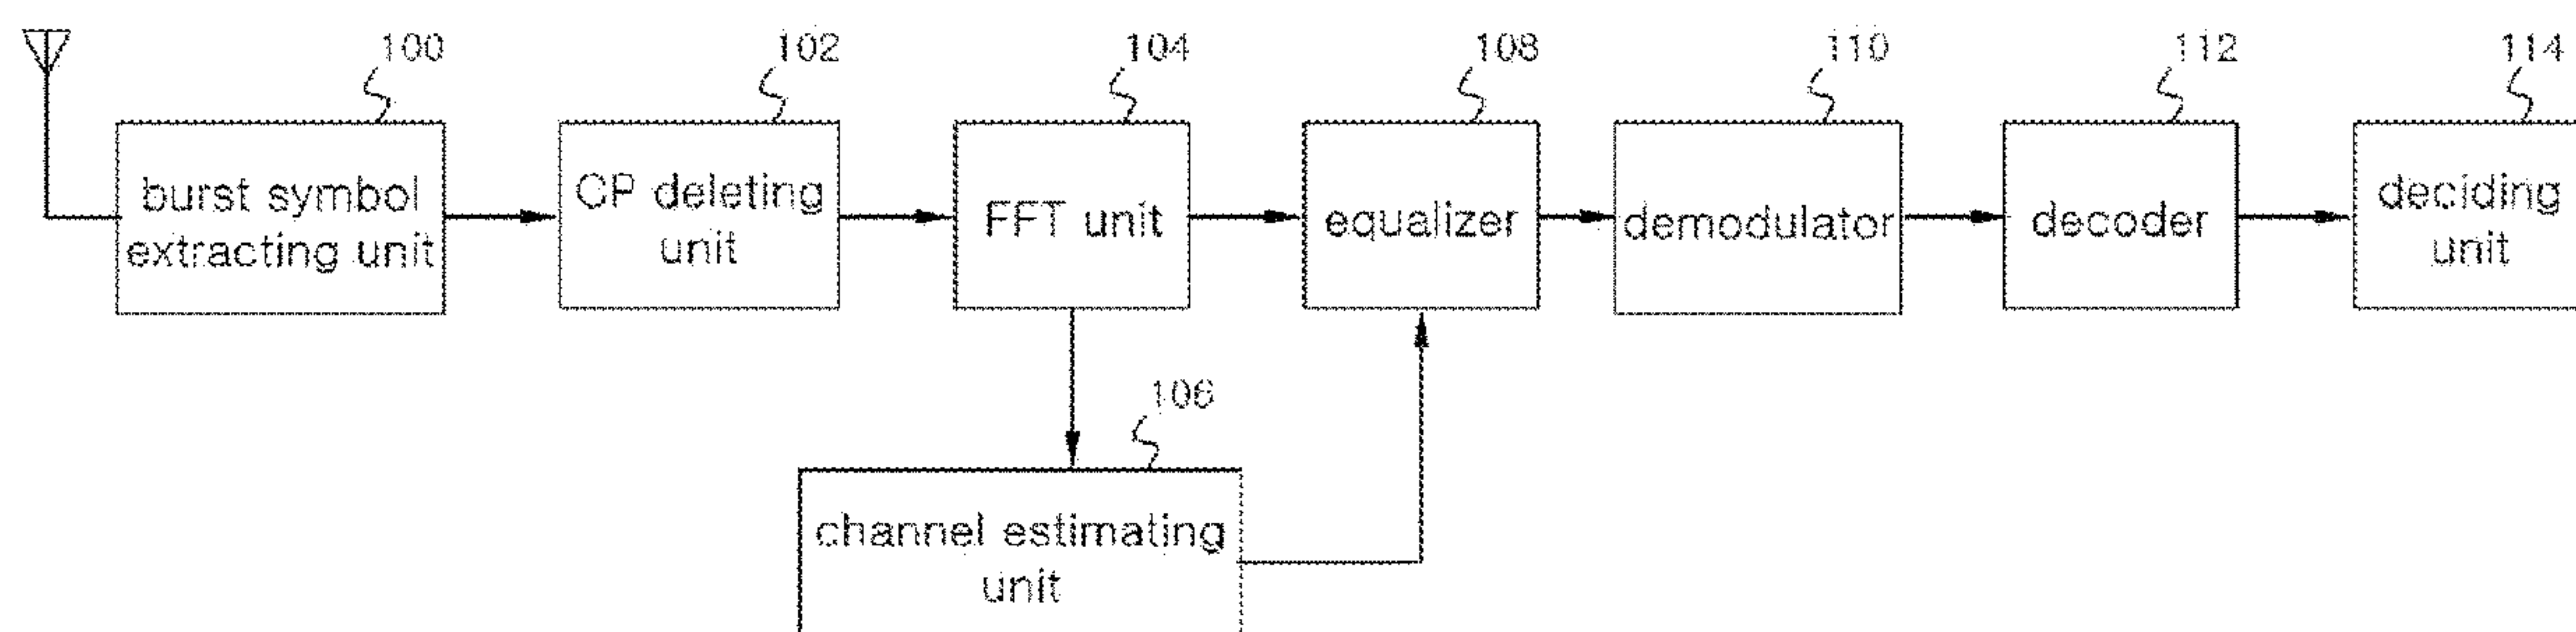 100
102
104
108
110
112
114
burst symbol
extracting unit
CP deleting
unit
FFT unit
equalizer
demodulator
decoder
deciding
unit
106
channel estimating
unit